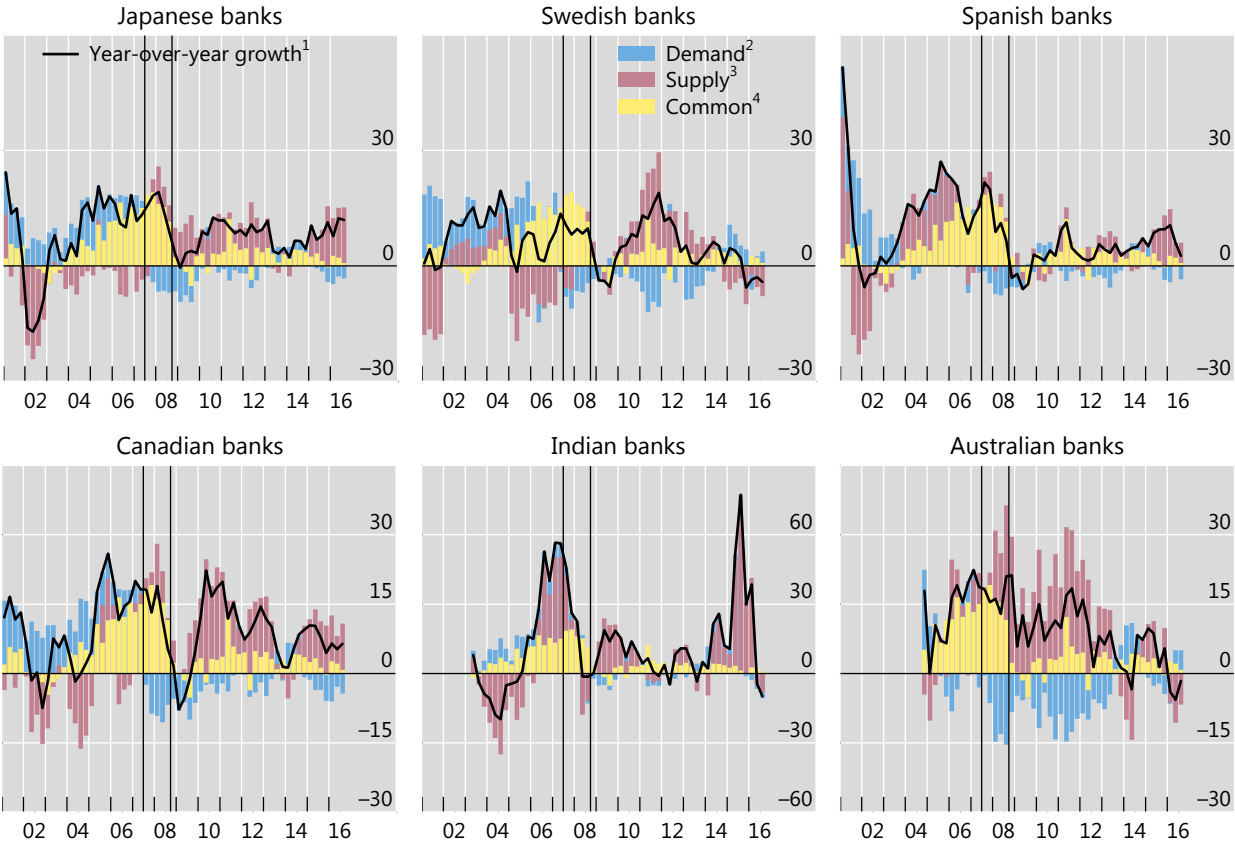 Japanese banks
Year-over-year growth¹
30
0
−30
02 04 06 08 10 12 14 16
Swedish banks
Demand²
Supply³
Common⁴
30
0
−30
02 04 06 08 10 12 14 16
Spanish banks
30
0
−30
02 04 06 08 10 12 14 16
Canadian banks
30
15
0
−15
−30
02 04 06 08 10 12 14 16
Indian banks
60
30
0
−30
−60
02 04 06 08 10 12 14 16
Australian banks
30
15
0
−15
−30
02 04 06 08 10 12 14 16